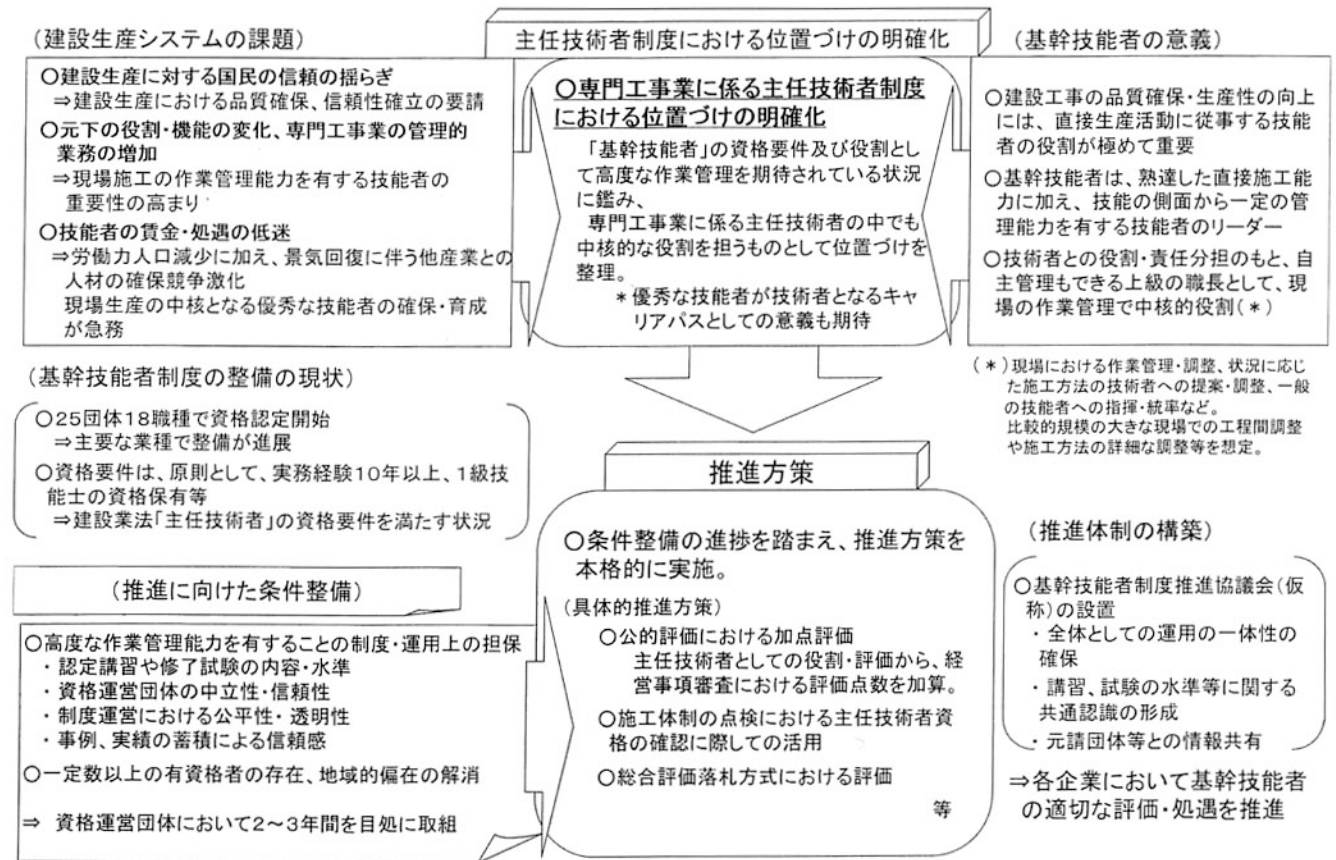 (建設生産システムの課題)
〇建設生産に対する国民の信頼の揺らぎ
⇒建設生産における品質確保、信頼性確立の要請
〇元下の役割・機能の変化、専門工事業の管理的
業務の増加
⇒現場施工の作業管理能力を有する技能者の
重要性の高まり
〇技能者の賃金・処遇の低迷
⇒労働力人口減少に加え、景気回復に伴う他産業との
人材の確保競争激化
現場生産の中核となる優秀な技能者の確保・育成
が急務
主任技術者制度における位置づけの明確化
〇専門工事業に係る主任技術者制度
における位置づけの明確化
「基幹技能者」の資格要件及び役割とし
て高度な作業管理を期待されている状況
に鑑み、
専門工事業に係る主任技術者の中でも
中核的な役割を担うものとして位置づけを
整理。
*優秀な技能者が技術者となるキャ
リアパスとしての意義も期待
(基幹技能者の意義)
〇建設工事の品質確保・生産性の向上
には、直接生産活動に従事する技能
者の役割が極めて重要
〇基幹技能者は、熟達した直接施工能
力に加え、技能の側面から一定の管
理能力を有する技能者のリーダー
〇技術者との役割・責任分担のもと、自
主管理もできる上級の職長として、現
場の作業管理で中核的役割(*)
(*)現場における作業管理・調整、状況に応じ
た施工方法の技術者への提案・調整、一般
の技能者への指揮・統率など。
比較的規模の大きな現場での工程間調整
や施工方法の詳細な調整等を想定。
(基幹技能者制度の整備の現状)
〇25団体18職種で資格認定開始
⇒主要な業種で整備が進展
〇資格要件は、原則として、実務経験10年以上、1級技
能士の資格保有等
⇒建設業法「主任技術者」の資格要件を満たす状況
(推進に向けた条件整備)
〇高度な作業管理能力を有することの制度・運用上の担保
・認定講習や修了試験の内容・水準
・資格運営団体の中立性・信頼性
・制度運営における公平性・透明性
・事例、実績の蓄積による信頼感
〇一定数以上の有資格者の存在、地域的偏在の解消
⇒ 資格運営団体において2~3年間を目処に取組
推進方策
〇条件整備の進捗を踏まえ、推進方策を
本格的に実施。
(具体的推進方策)
〇公的評価における加点評価
主任技術者としての役割・評価から、経
営事項審査における評価点数を加算。
〇施工体制の点検における主任技術者資
格の確認に際しての活用
〇総合評価落札方式における評価
等
(推進体制の構築)
〇基幹技能者制度推進協議会(仮
称)の設置
・全体としての運用の一体性の
確保
・講習、試験の水準等に関する
共通認識の形成
・元請団体等との情報共有
⇒各企業において基幹技能者
の適切な評価・処遇を推進